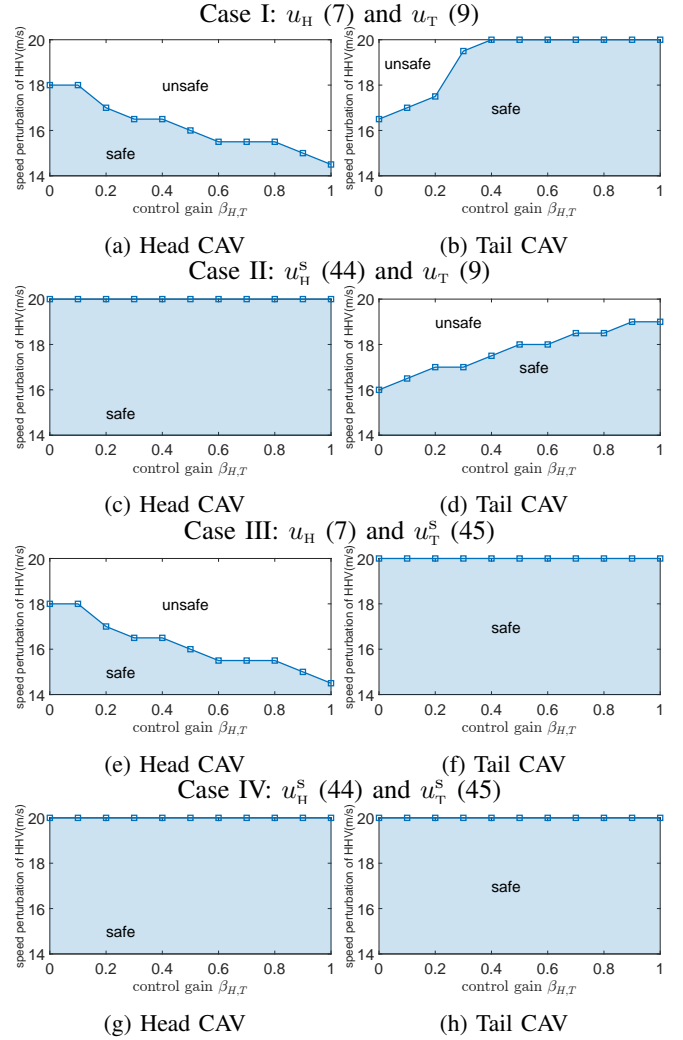 Case I: u_H (7) and u_T (9)
speed perturbation of HHV(m/s)
20
18
16
14
unsafe
safe
0 0.2 0.4 0.6 0.8 1
control gain β_{H,T}
(a) Head CAV
speed perturbation of HHV(m/s)
20
18
16
14
unsafe
safe
0 0.2 0.4 0.6 0.8 1
control gain β_{H,T}
(b) Tail CAV
Case II: u_H^S (44) and u_T (9)
speed perturbation of HHV(m/s)
20
18
16
14
safe
0 0.2 0.4 0.6 0.8 1
control gain β_{H,T}
(c) Head CAV
speed perturbation of HHV(m/s)
20
18
16
14
unsafe
safe
0 0.2 0.4 0.6 0.8 1
control gain β_{H,T}
(d) Tail CAV
Case III: u_H (7) and u_T^S (45)
speed perturbation of HHV(m/s)
20
18
16
14
unsafe
safe
0 0.2 0.4 0.6 0.8 1
control gain β_{H,T}
(e) Head CAV
speed perturbation of HHV(m/s)
20
18
16
14
safe
0 0.2 0.4 0.6 0.8 1
control gain β_{H,T}
(f) Tail CAV
Case IV: u_H^S (44) and u_T^S (45)
speed perturbation of HHV(m/s)
20
18
16
14
safe
0 0.2 0.4 0.6 0.8 1
control gain β_{H,T}
(g) Head CAV
speed perturbation of HHV(m/s)
20
18
16
14
safe
0 0.2 0.4 0.6 0.8 1
control gain β_{H,T}
(h) Tail CAV